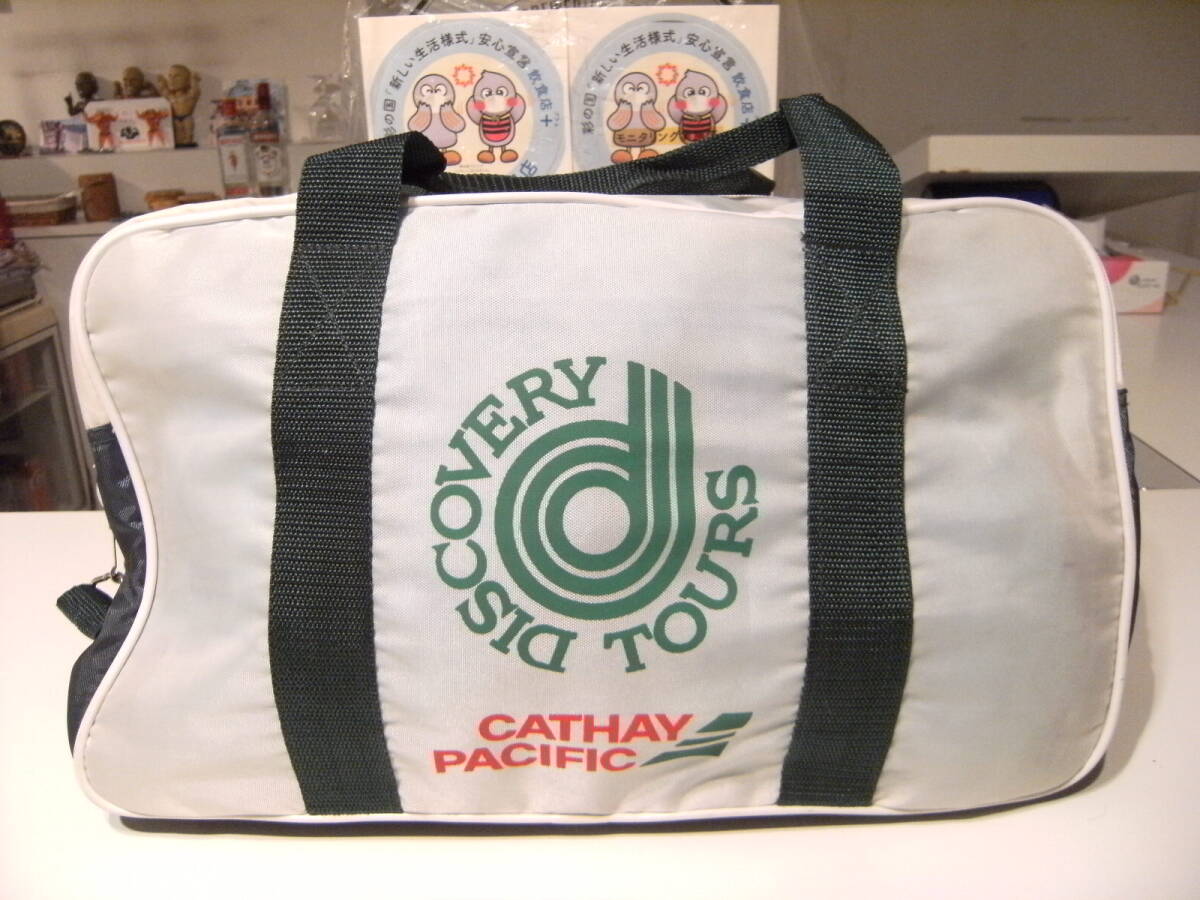 彩の国「新しい生活様式」安心宣言 飲食店+
彩の国「新しい生活様式」安心宣言 飲食店
モニタリング
DISCOVERY
TOURS
CATHAY
PACIFIC